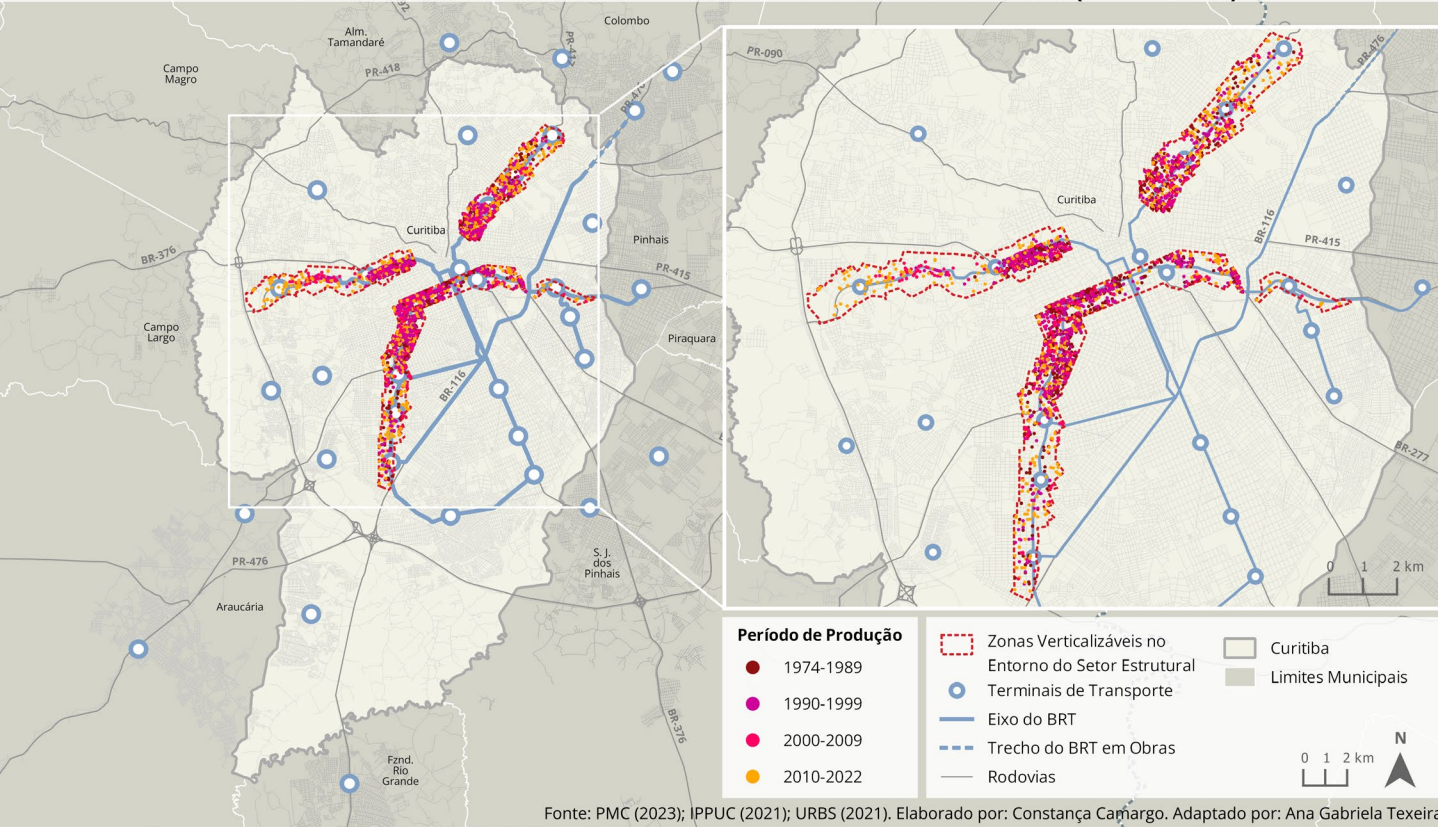 Colombo
Alm.
Tamandaré
Campo
Magro
PR-418
Curitiba
BR-376
Pinhais
PR-415
Campo
Largo
Piraquara
BR-116
PR-476
S. J.
dos
Pinhais
Araucária
BR-376
Fznd.
Rio
Grande
PR-090
PR-476
Curitiba
BR-116
PR-415
BR-277
0 1 2 km
Período de Produção
1974-1989
1990-1999
2000-2009
2010-2022
Zonas Verticalizáveis no
Entorno do Setor Estrutural
Terminais de Transporte
Eixo do BRT
Trecho do BRT em Obras
Rodovias
Curitiba
Limites Municipais
N
0 1 2 km
Fonte: PMC (2023); IPPUC (2021); URBS (2021). Elaborado por: Constança Camargo. Adaptado por: Ana Gabriela Texeira